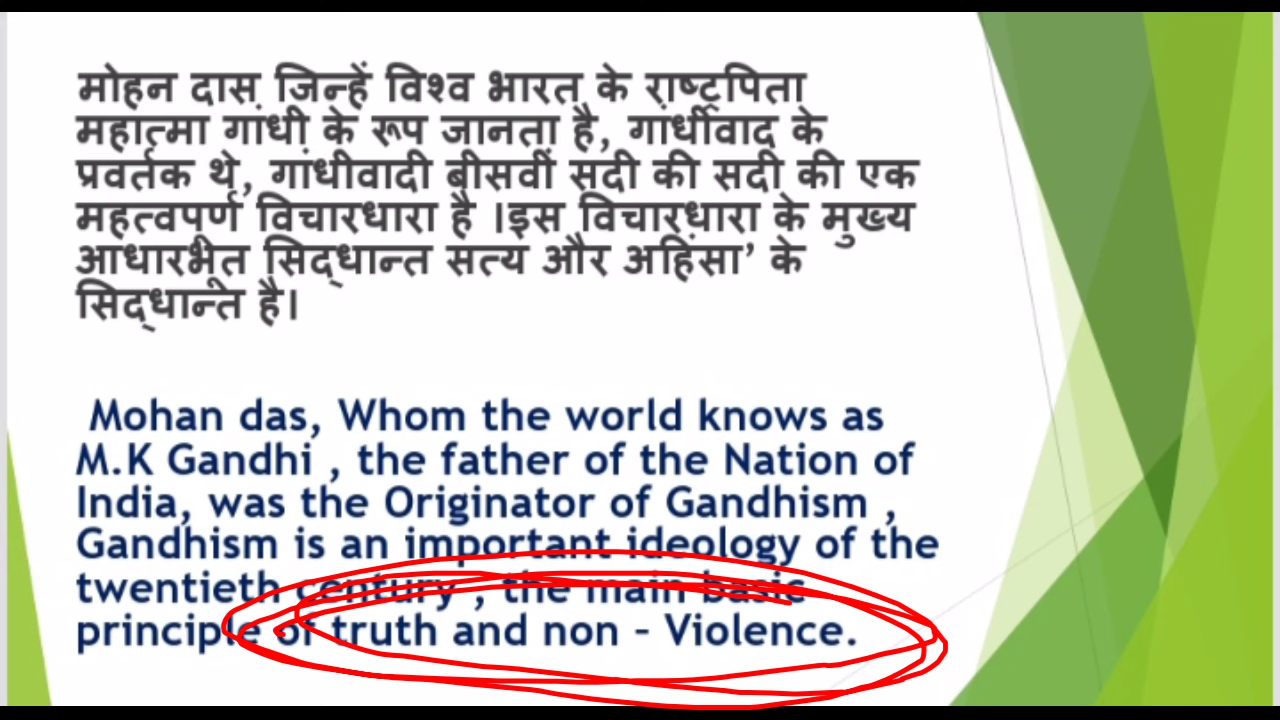 मोहन दास जिन्हें विश्व भारत के राष्ट्रपिता
महात्मा गांधी के रूप जानता है, गांधीवाद के
प्रवर्तक थे, गांधीवादी बीसवीं सदी की सदी की एक
महत्वपूर्ण विचारधारा है ।इस विचारधारा के मुख्य
आधारभूत सिद्धान्त सत्य और अहिंसा’ के
सिद्धान्त है।
Mohan das, Whom the world knows as
M.K Gandhi , the father of the Nation of
India, was the Originator of Gandhism ,
Gandhism is an important ideology of the
twentieth century , the main basic
principle of truth and non – Violence.